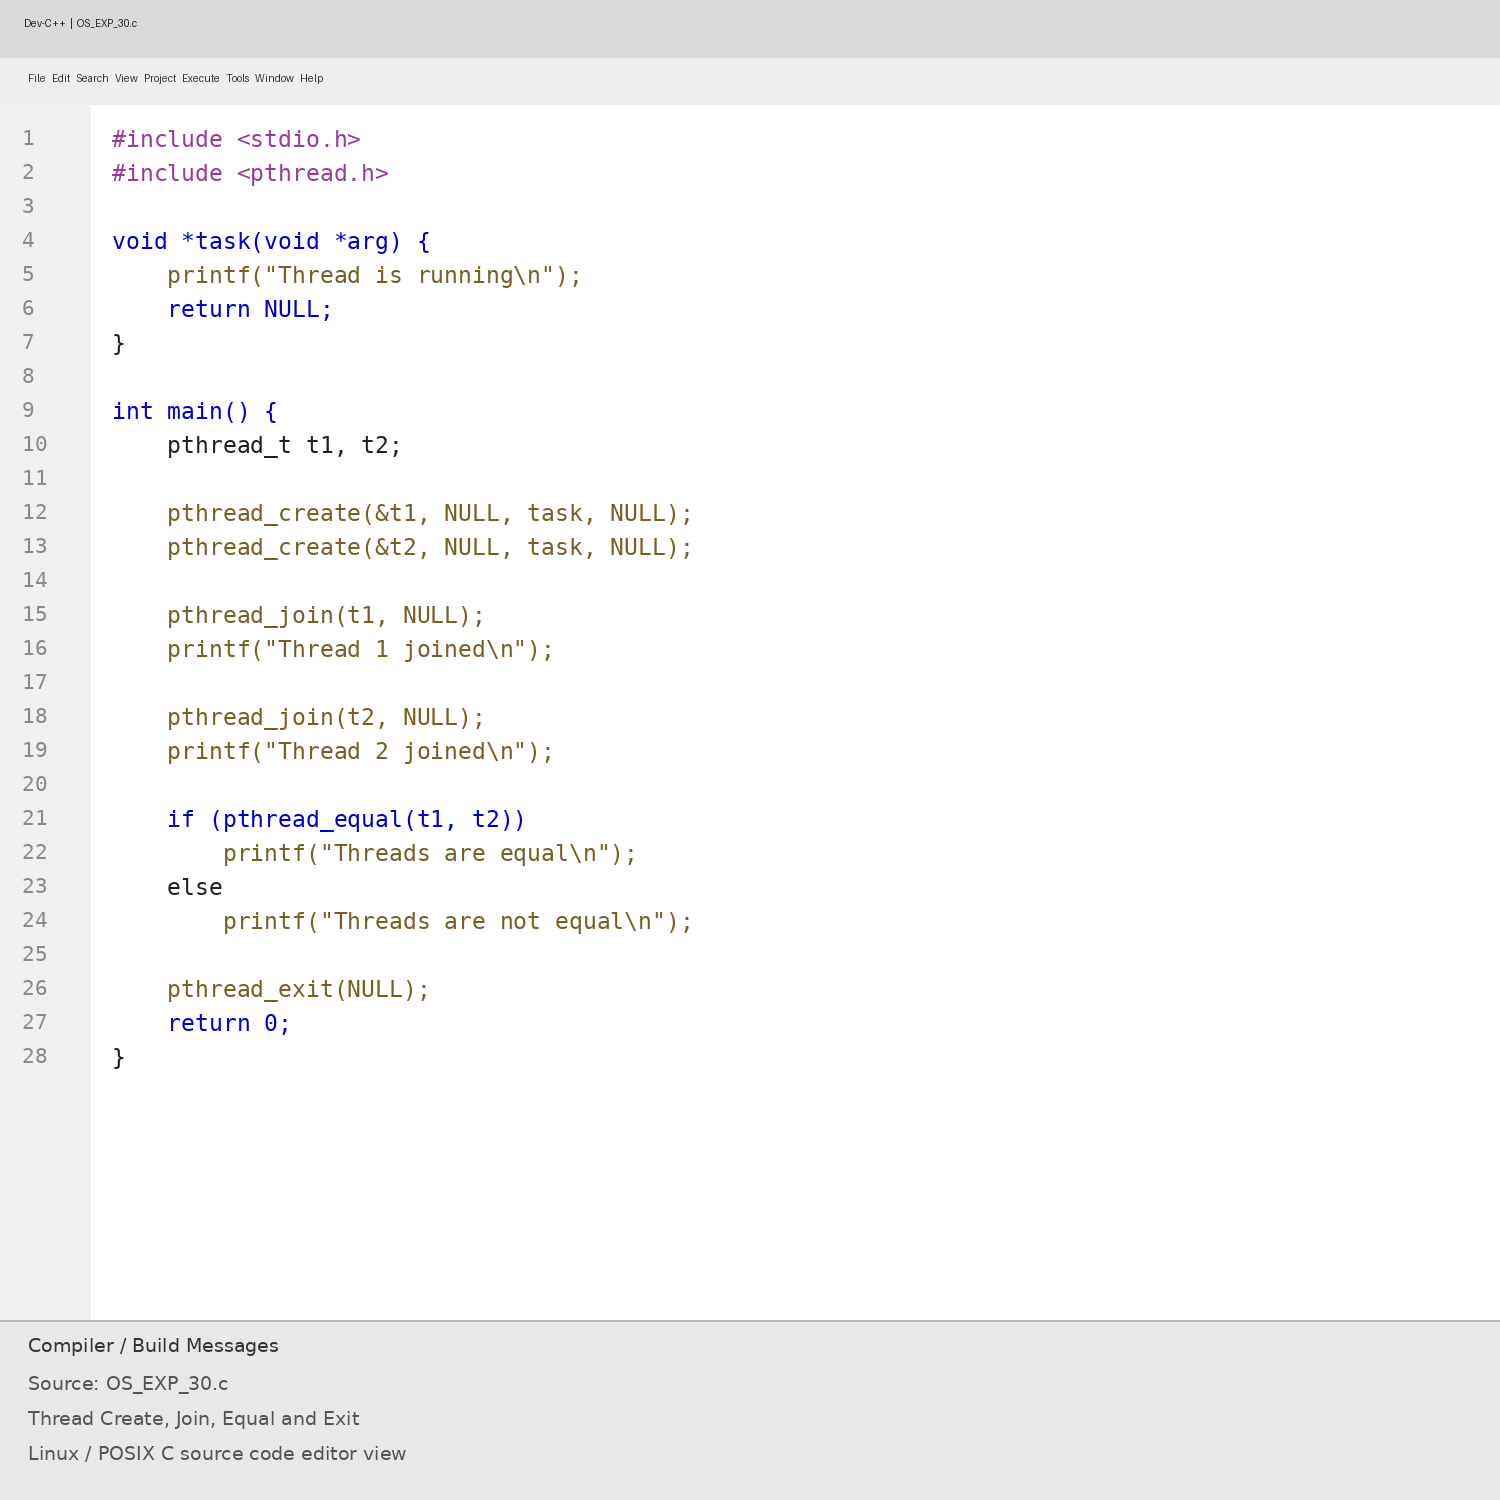 Dev-C++ | OS_EXP_30.c
File Edit Search View Project Execute Tools Window Help
1 #include <stdio.h>
2 #include <pthread.h>
3
4 void *task(void *arg) {
5     printf("Thread is running\n");
6     return NULL;
7 }
8
9 int main() {
10     pthread_t t1, t2;
11
12     pthread_create(&t1, NULL, task, NULL);
13     pthread_create(&t2, NULL, task, NULL);
14
15     pthread_join(t1, NULL);
16     printf("Thread 1 joined\n");
17
18     pthread_join(t2, NULL);
19     printf("Thread 2 joined\n");
20
21     if (pthread_equal(t1, t2))
22         printf("Threads are equal\n");
23     else
24         printf("Threads are not equal\n");
25
26     pthread_exit(NULL);
27     return 0;
28 }
Compiler / Build Messages
Source: OS_EXP_30.c
Thread Create, Join, Equal and Exit
Linux / POSIX C source code editor view